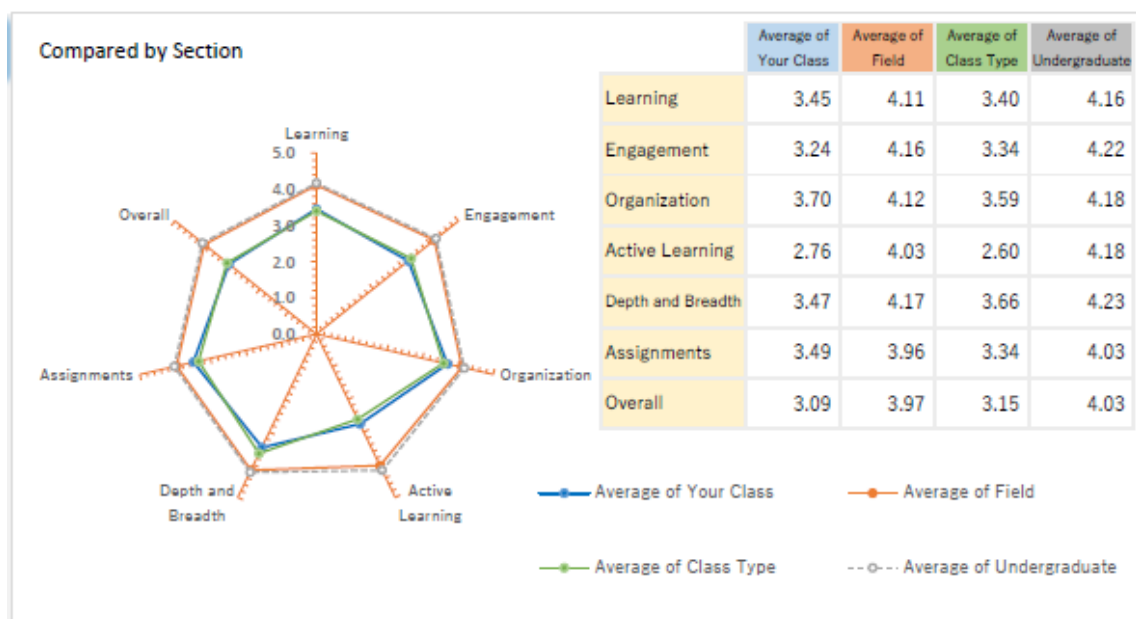 Compared by Section
Average of Your Class
Average of Field
Average of Class Type
Average of Undergraduate
Learning 3.45 4.11 3.40 4.16
Engagement 3.24 4.16 3.34 4.22
Organization 3.70 4.12 3.59 4.18
Active Learning 2.76 4.03 2.60 4.18
Depth and Breadth 3.47 4.17 3.66 4.23
Assignments 3.49 3.96 3.34 4.03
Overall 3.09 3.97 3.15 4.03
Learning
5.0
4.0
3.0
2.0
1.0
0.0
Engagement
Organization
Active
Learning
Depth and
Breadth
Assignments
Overall
Average of Your Class
Average of Field
Average of Class Type
Average of Undergraduate